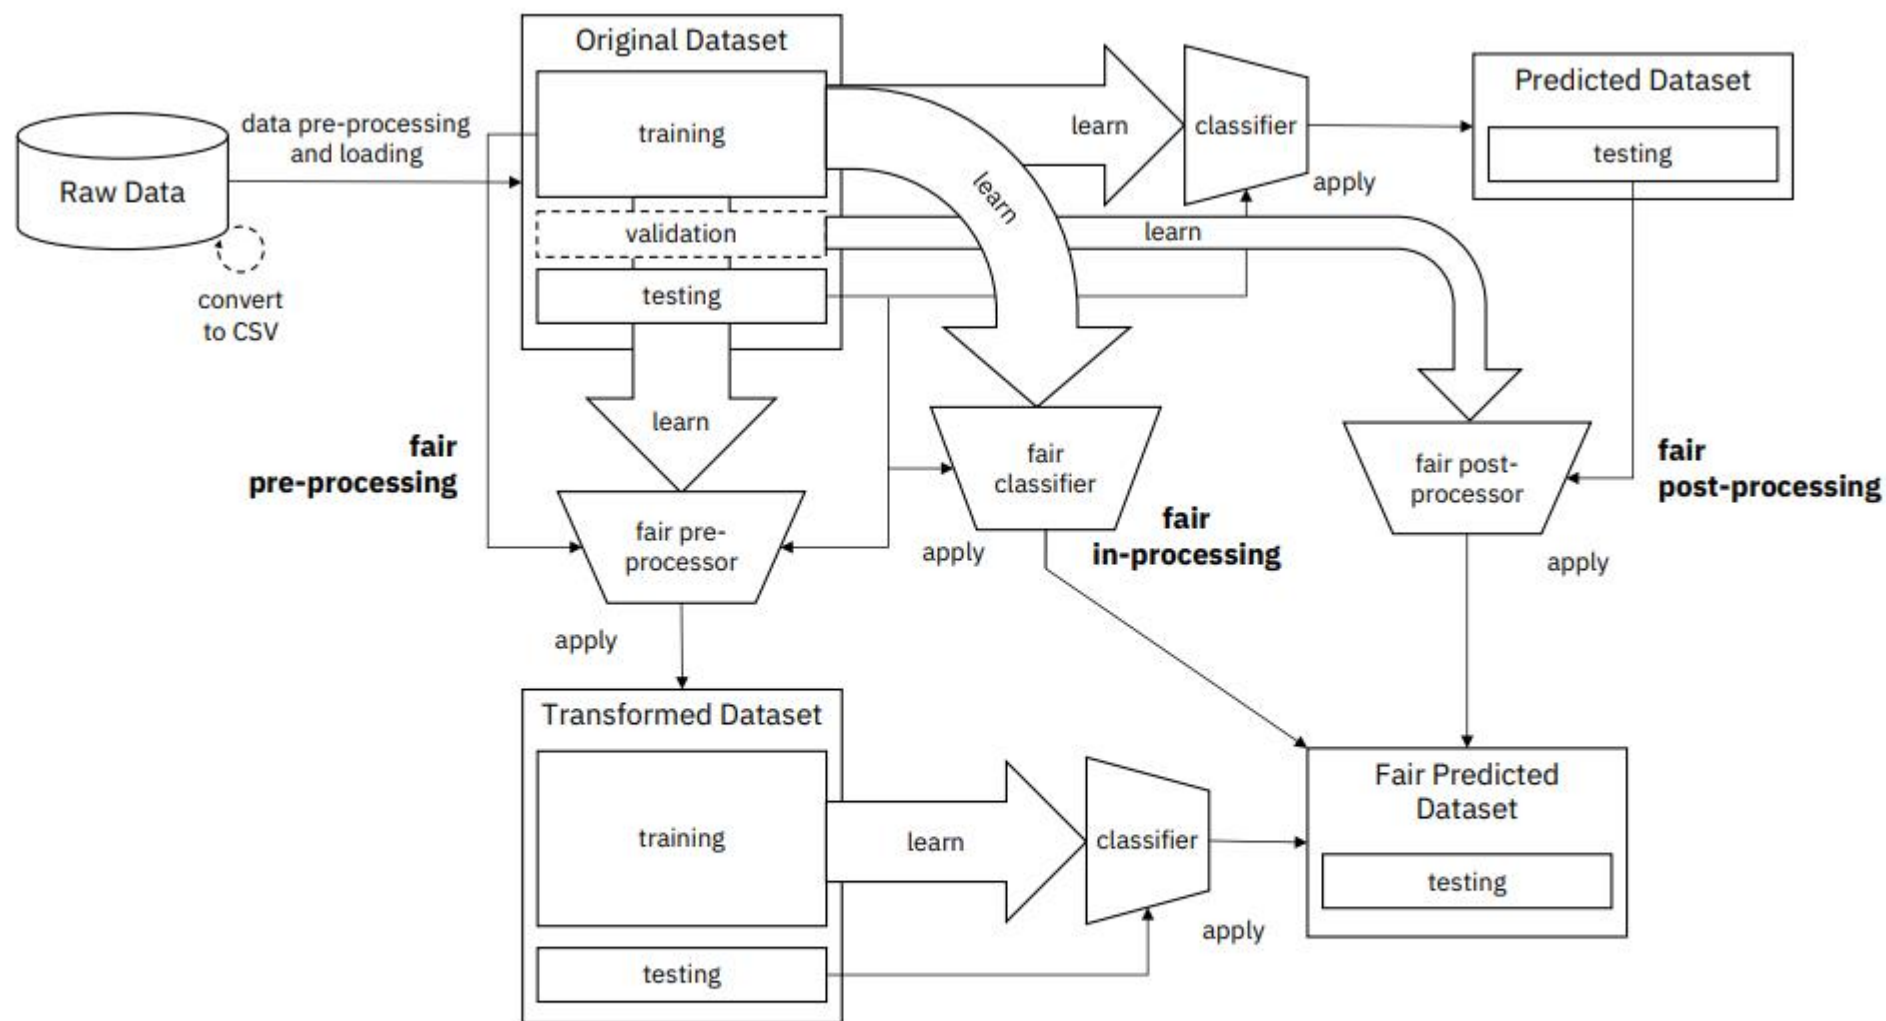 Original Dataset
training
validation
testing
data pre-processing
and loading
Raw Data
convert
to CSV
learn
classifier
apply
Predicted Dataset
testing
learn
learn
learn
fair
pre-processing
fair pre-
processor
apply
fair
classifier
apply
fair
in-processing
fair post-
processor
apply
fair
post-processing
Transformed Dataset
training
testing
learn
classifier
apply
Fair Predicted
Dataset
testing